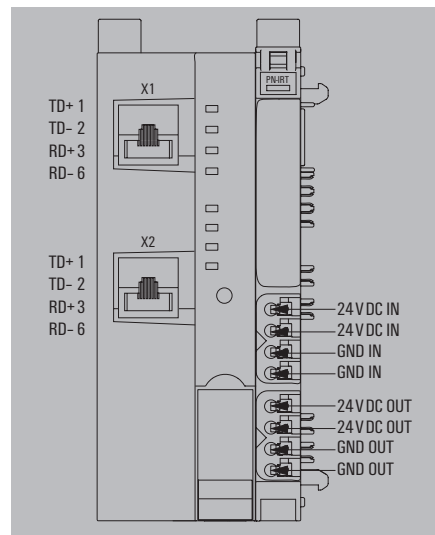 PN-IRT
X1
TD+ 1
TD– 2
RD+ 3
RD– 6
X2
TD+ 1
TD– 2
RD+ 3
RD– 6
24 V DC IN
24 V DC IN
GND IN
GND IN
24 V DC OUT
24 V DC OUT
GND OUT
GND OUT